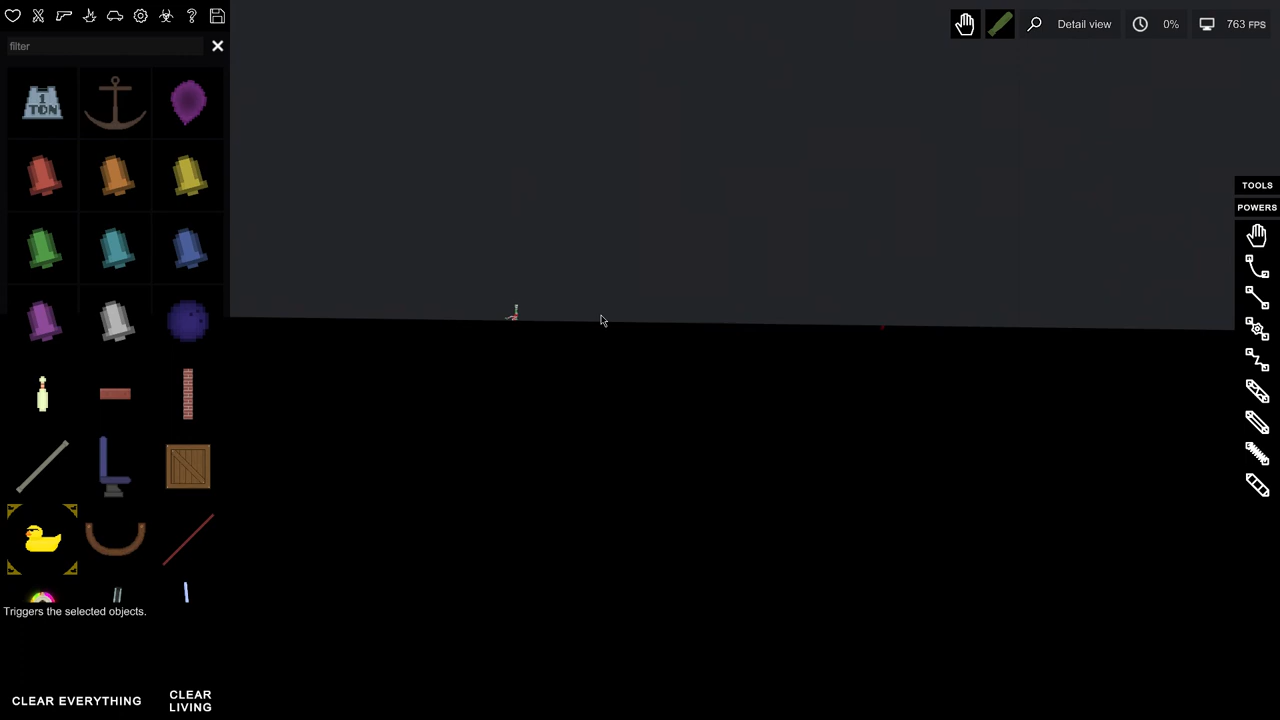 filter
Detail view
0%
763 FPS
1
TON
TOOLS
POWERS
Triggers the selected objects.
CLEAR EVERYTHING
CLEAR
LIVING